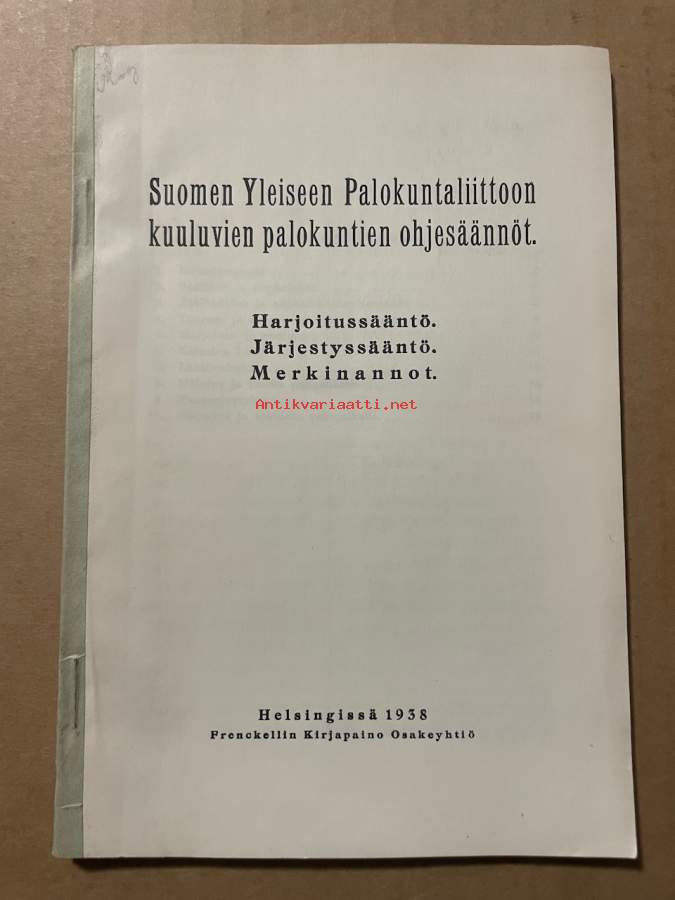 Suomen Yleiseen Palokuntaliittoon
kuuluvien palokuntien ohjesäännöt.
Harjoitussääntö.
Järjestyssääntö.
Merkinannot.
Antikvariaatti.net
Helsingissä 1938
Frenckellin Kirjapaino Osakeyhtiö